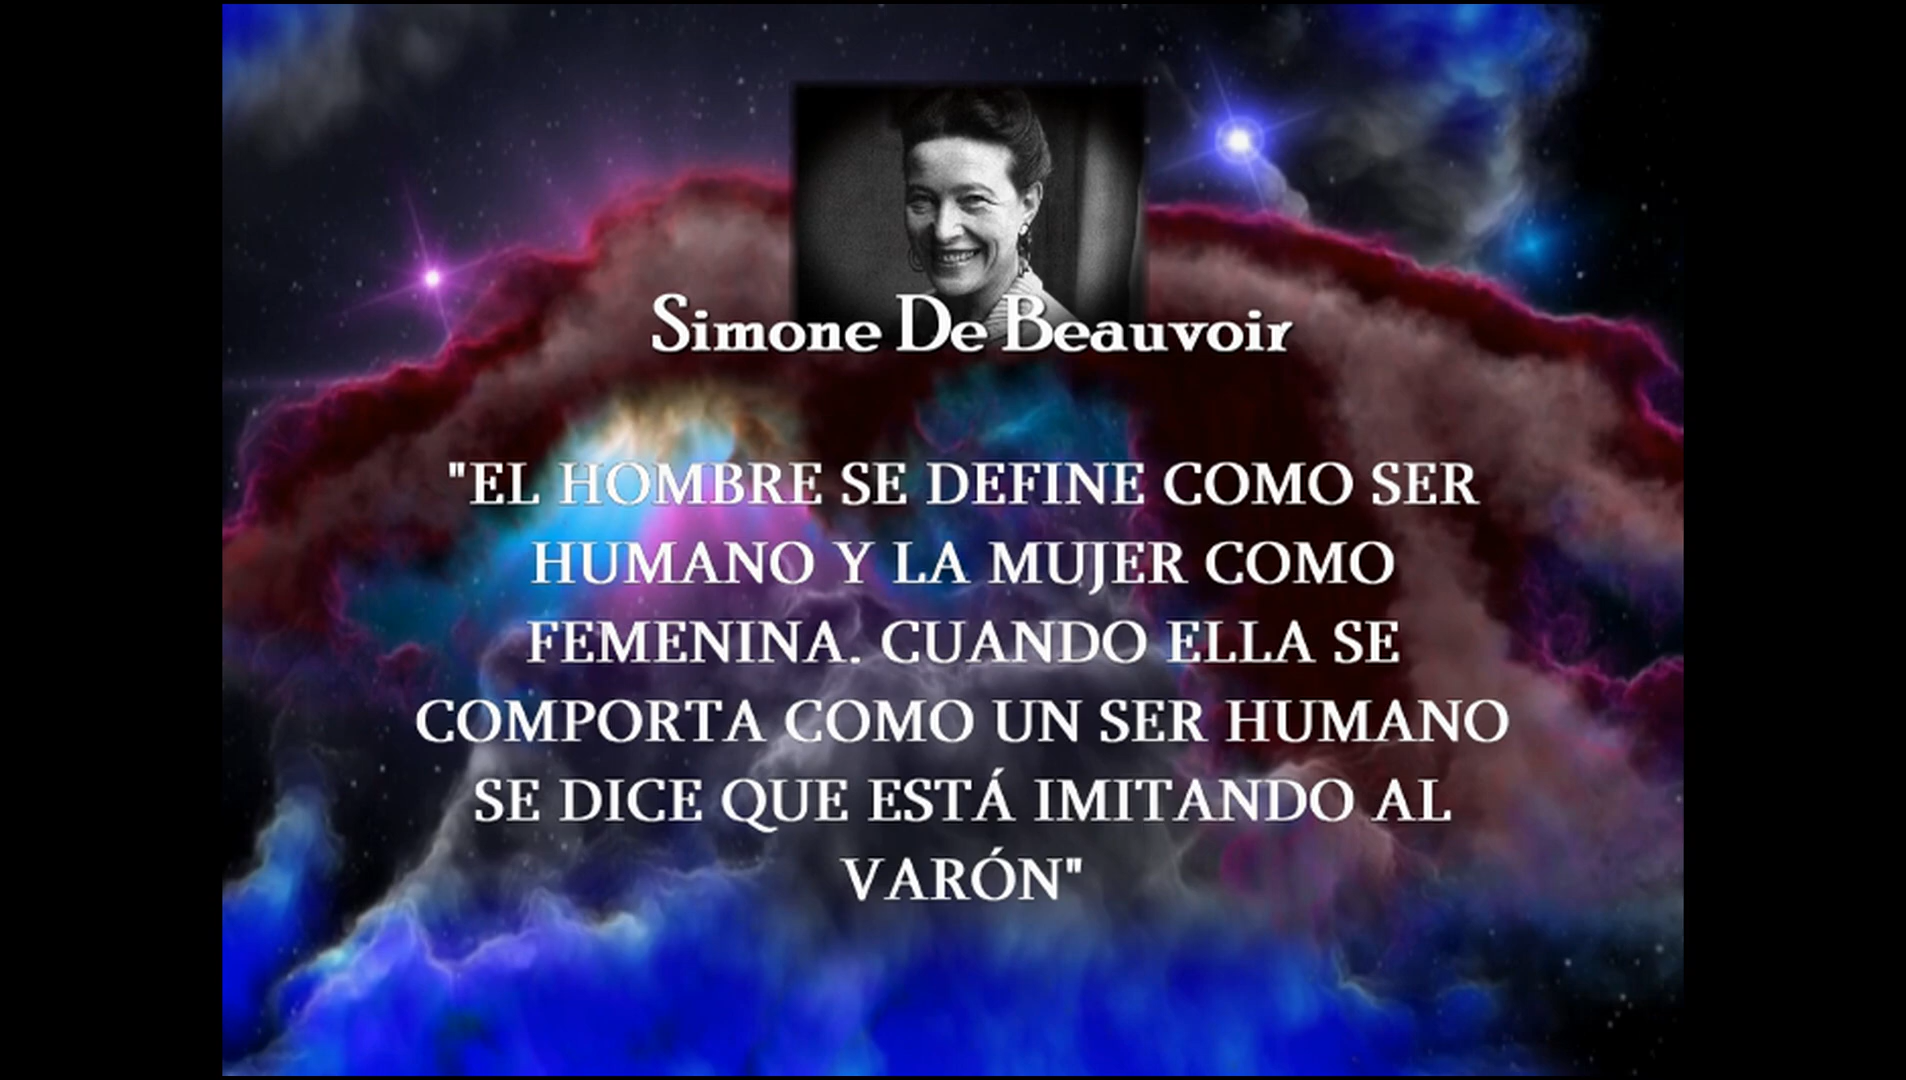 Simone De Beauvoir
"EL HOMBRE SE DEFINE COMO SER
HUMANO Y LA MUJER COMO
FEMENINA. CUANDO ELLA SE
COMPORTA COMO UN SER HUMANO
SE DICE QUE ESTÁ IMITANDO AL
VARÓN"